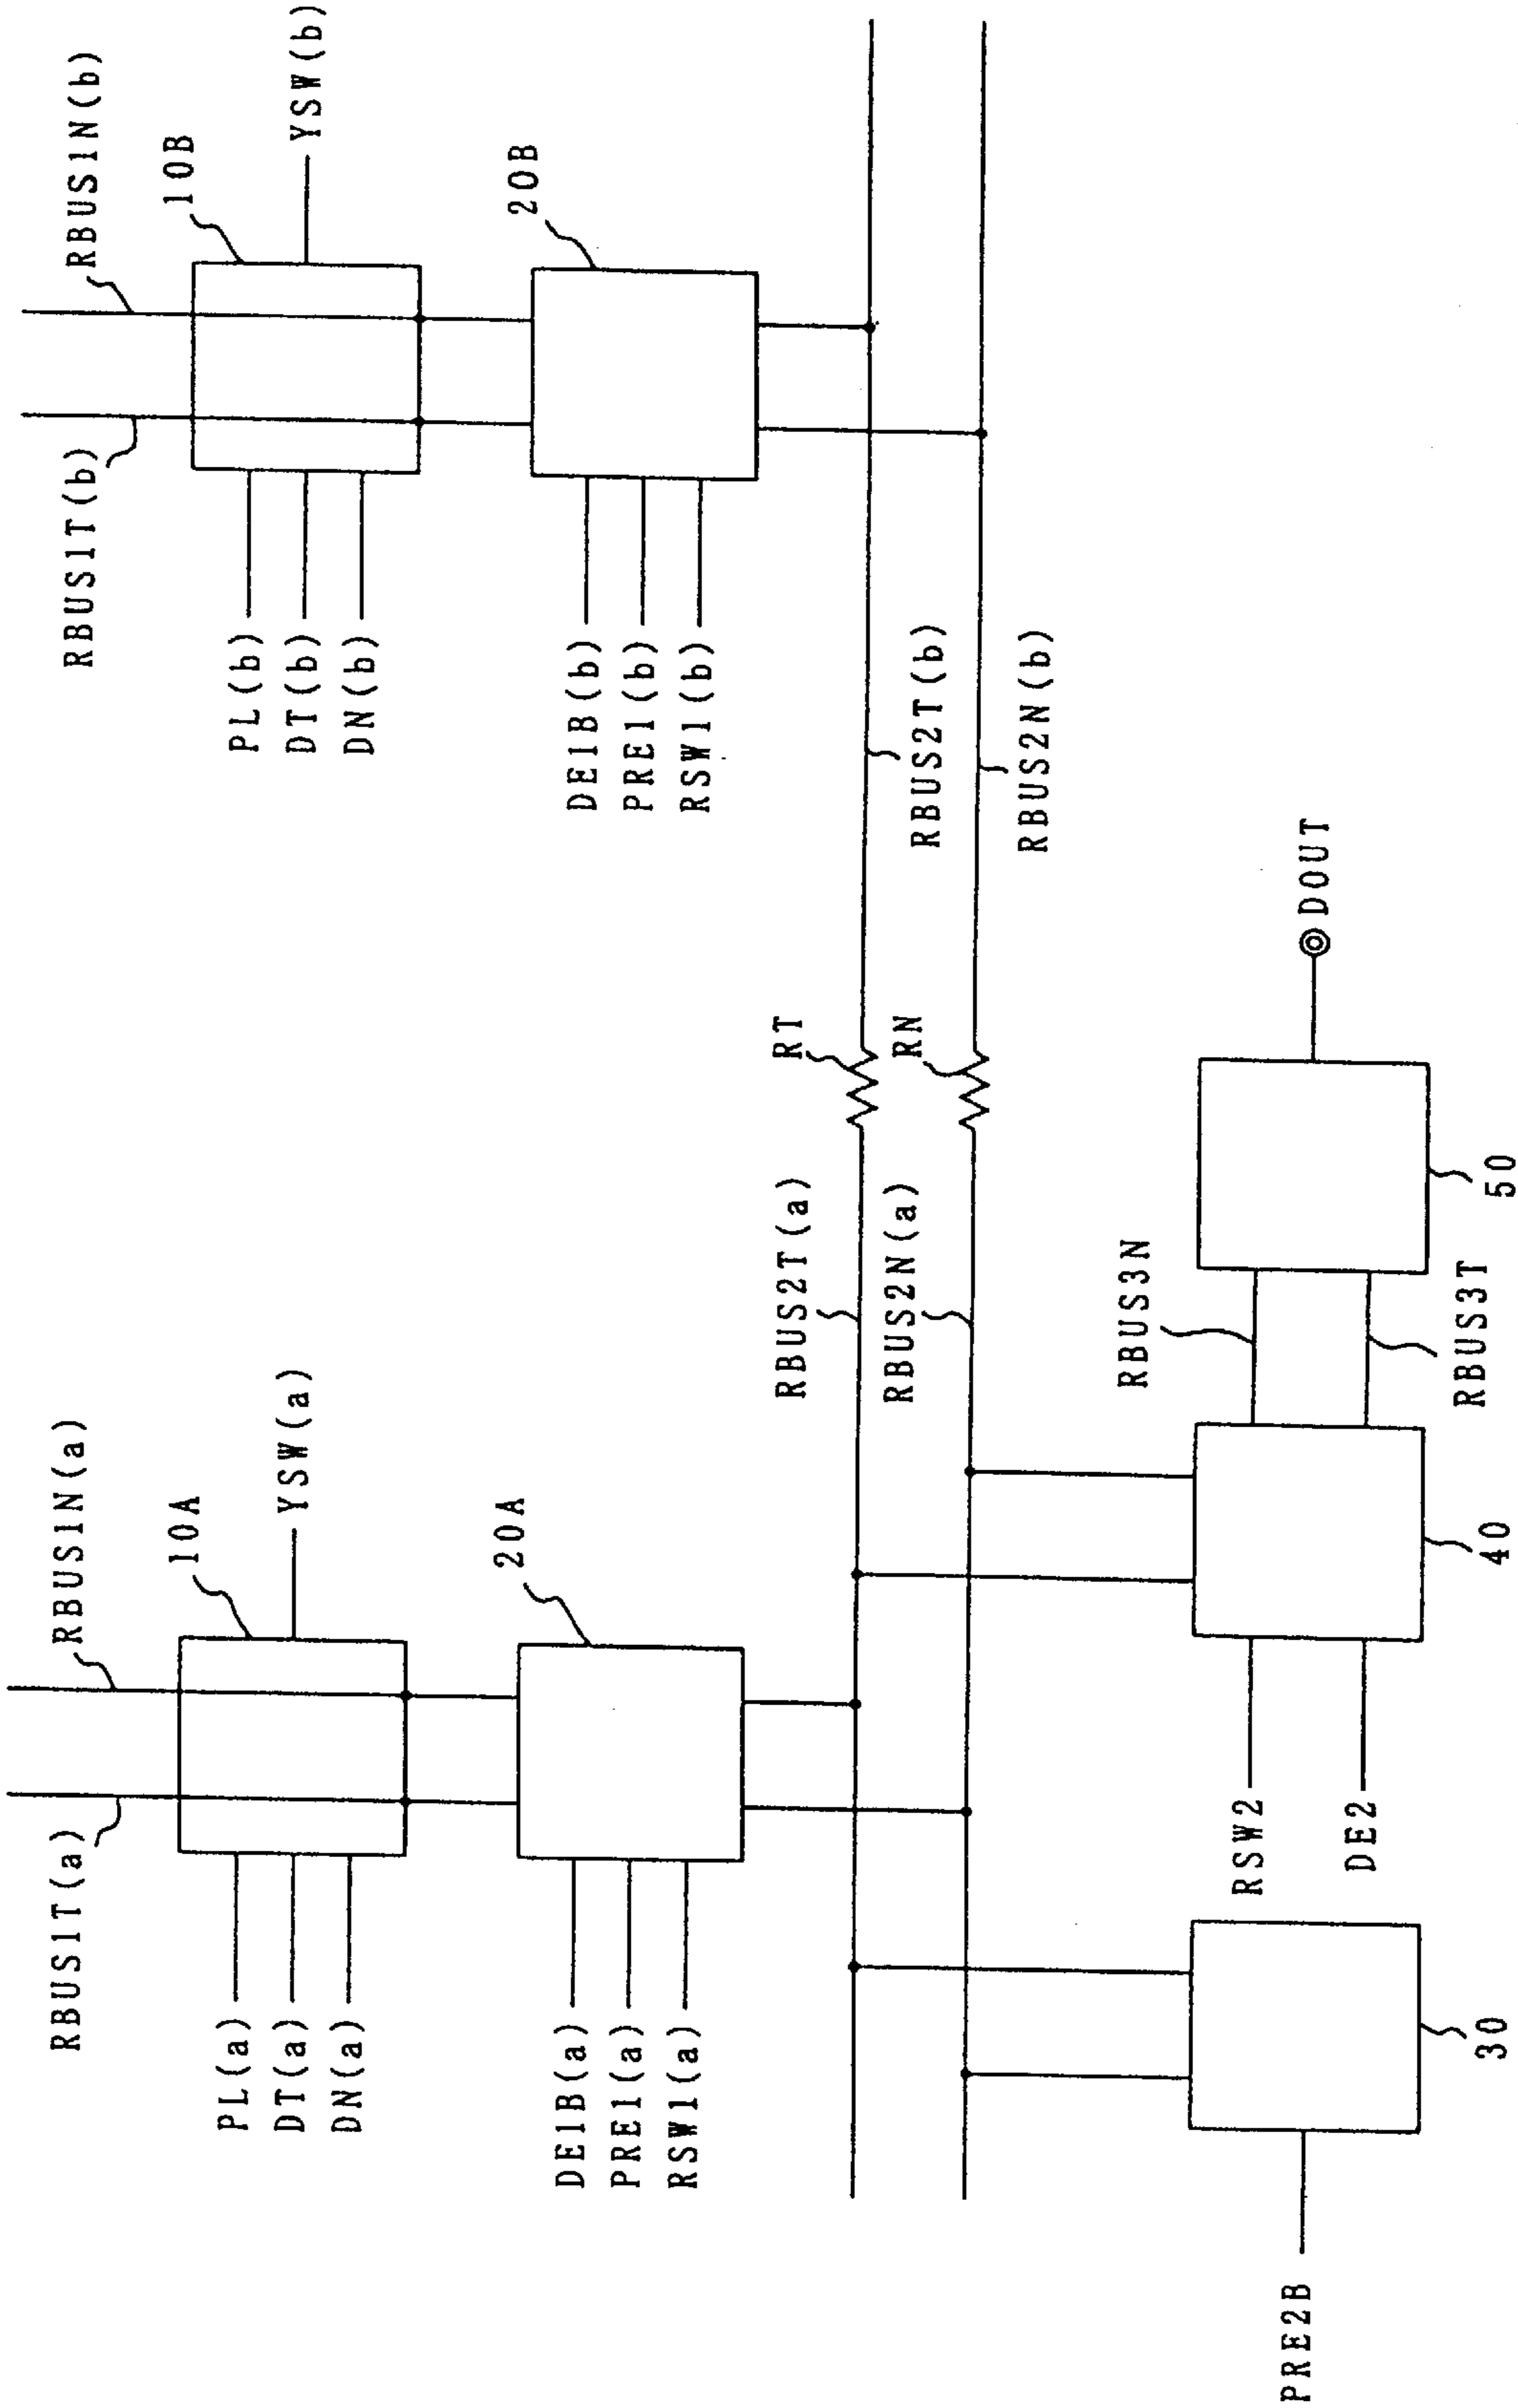 RBUS1T(a)
RBUS1N(a)
10A
PL(a)
DT(a)
DN(a)
YSW(a)
20A
DE1B(a)
PRE1(a)
RSW1(a)
RBUS1T(b)
RBUS1N(b)
10B
PL(b)
DT(b)
DN(b)
YSW(b)
20B
DE1B(b)
PRE1(b)
RSW1(b)
RBUS2T(a)
RT
RBUS2T(b)
RBUS2N(a)
RN
RBUS2N(b)
PRE2B
30
RSW2
DE2
40
RBUS3N
RBUS3T
50
DOUT